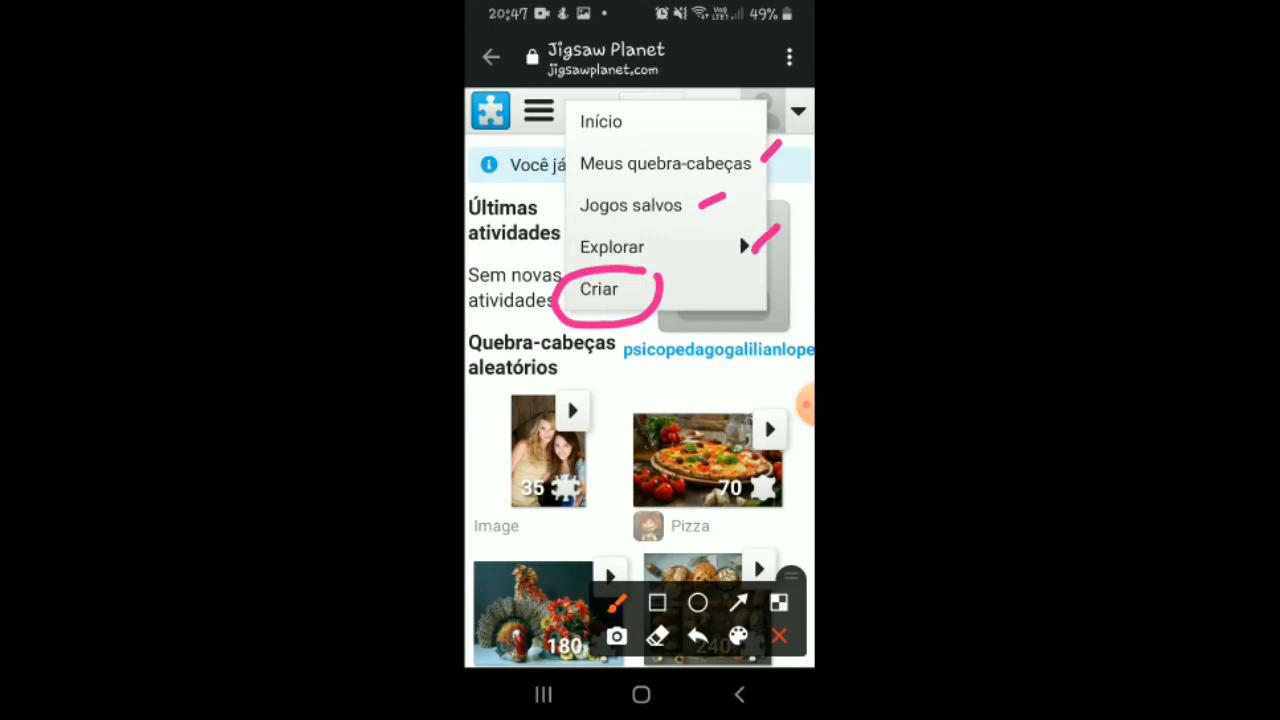 20:47
49%
Jigsaw Planet
jigsawplanet.com
Início
Meus quebra-cabeças
Jogos salvos
Explorar
Criar
Você já
Últimas
atividades
Sem novas
atividades
psicopedagogalilianlope
Quebra-cabeças
aleatórios
35
70
Image
Pizza
180
240